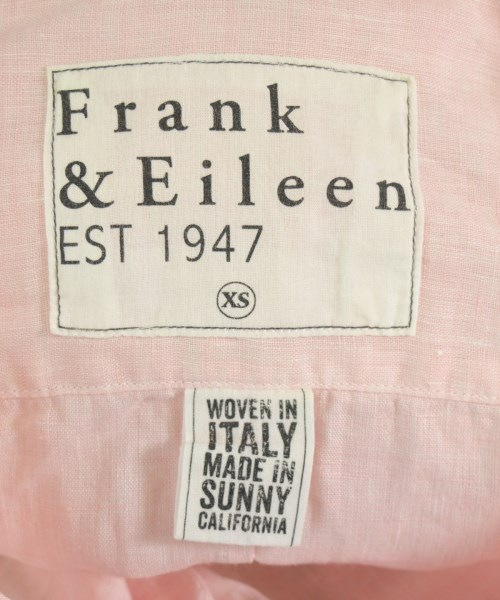 Frank
& Eileen
EST 1947
XS
WOVEN IN
ITALY
MADE IN
SUNNY
CALIFORNIA